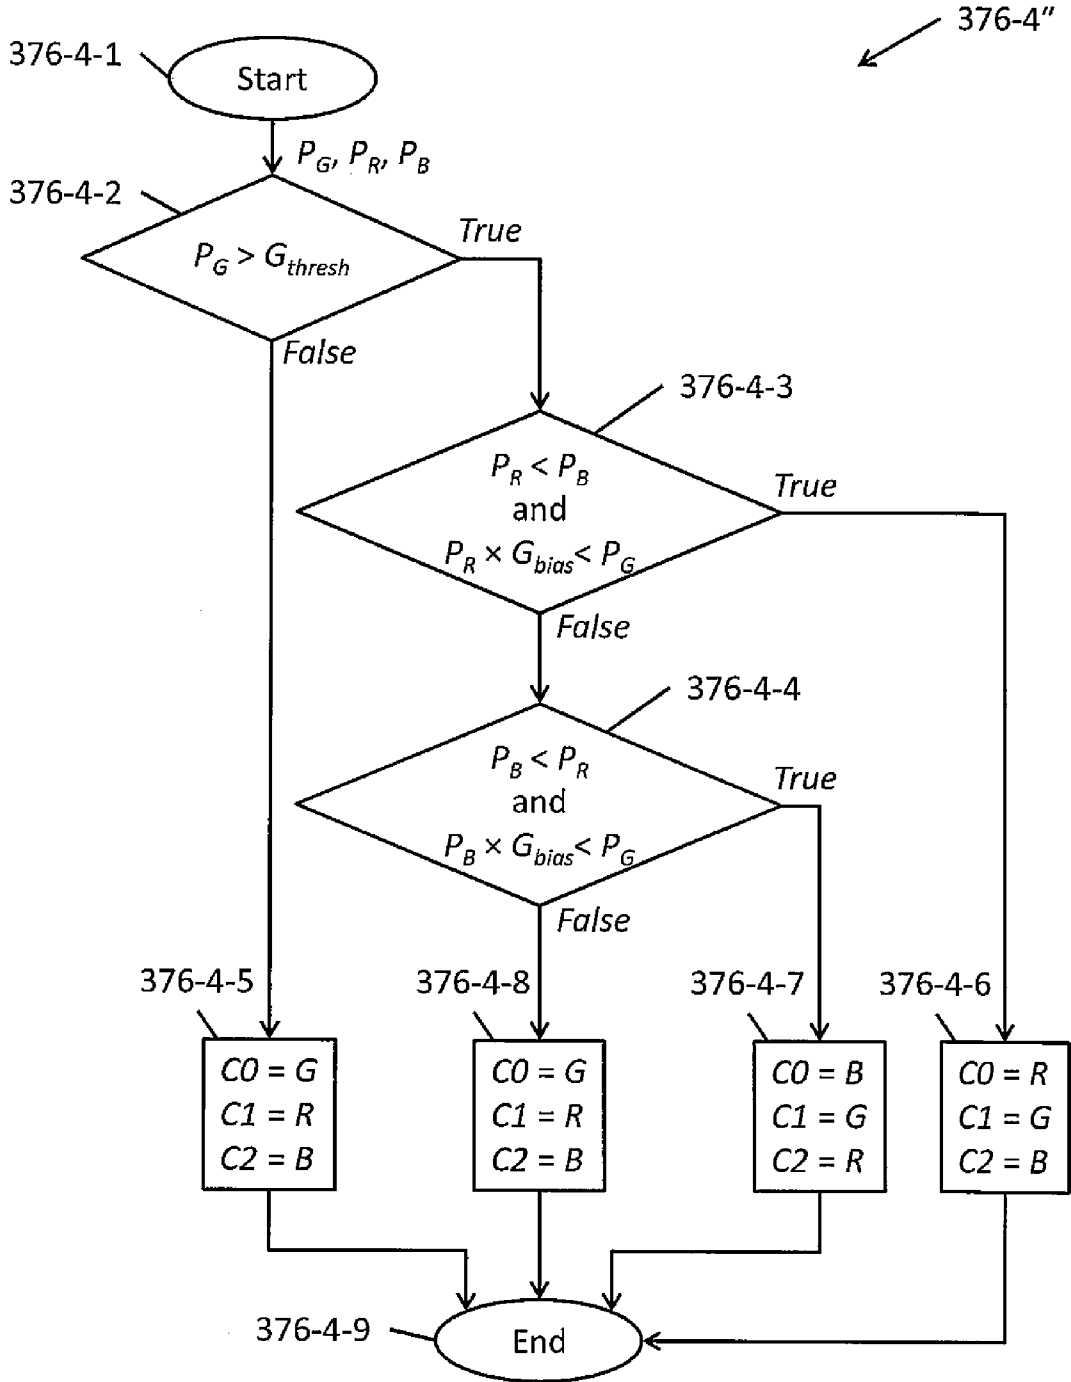 376-4″
376-4-1
Start
P_G, P_R, P_B
376-4-2
P_G > G_thresh
True
False
376-4-3
P_R < P_B
and
P_R × G_bias < P_G
True
False
376-4-4
P_B < P_R
and
P_B × G_bias < P_G
True
False
376-4-5
C0 = G
C1 = R
C2 = B
376-4-8
C0 = G
C1 = R
C2 = B
376-4-7
C0 = B
C1 = G
C2 = R
376-4-6
C0 = R
C1 = G
C2 = B
376-4-9
End